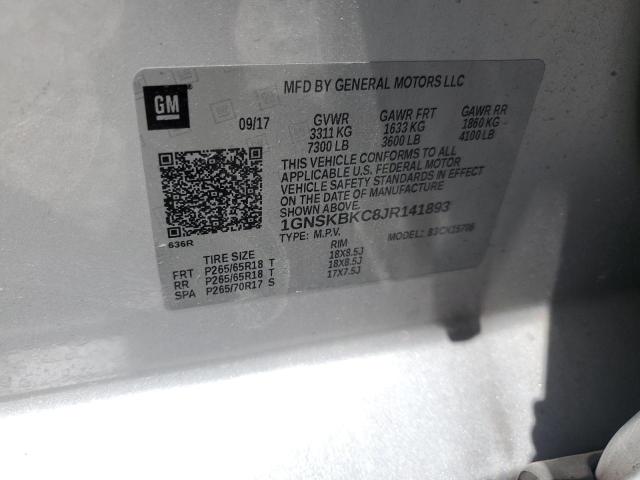 GM
MFD BY GENERAL MOTORS LLC
09/17 GVWR GAWR FRT GAWR RR
3311 KG 1633 KG 1860 KG
7300 LB 3600 LB 4100 LB
THIS VEHICLE CONFORMS TO ALL
APPLICABLE U.S. FEDERAL MOTOR
VEHICLE SAFETY STANDARDS IN EFFECT
ON THE DATE OF MANUFACTURE
SHOWN ABOVE.
1GNSKBKC8JR141893
636R
TYPE: M.P.V. MODEL:
TIRE SIZE RIM
FRT P265/65R18 T 18X8.5J
RR P265/65R18 T 18X8.5J
SPA P265/70R17 S 17X7.5J